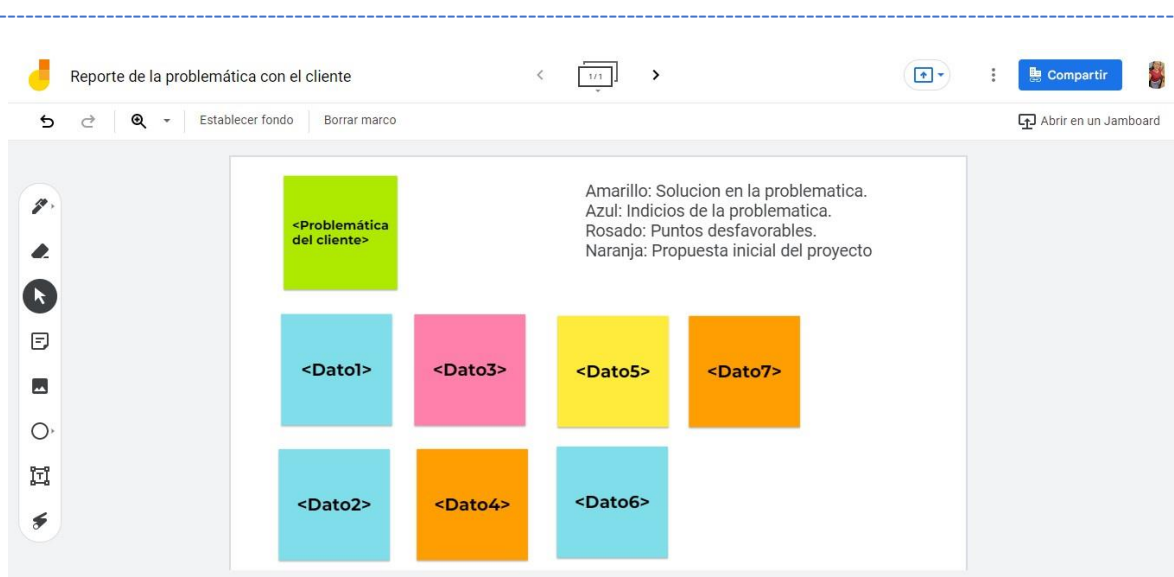 Reporte de la problemática con el cliente
1/1
Compartir
Establecer fondo
Borrar marco
Abrir en un Jamboard
<Problemática
del cliente>
Amarillo: Solucion en la problematica.
Azul: Indicios de la problematica.
Rosado: Puntos desfavorables.
Naranja: Propuesta inicial del proyecto
<Dato1>
<Dato3>
<Dato5>
<Dato7>
<Dato2>
<Dato4>
<Dato6>